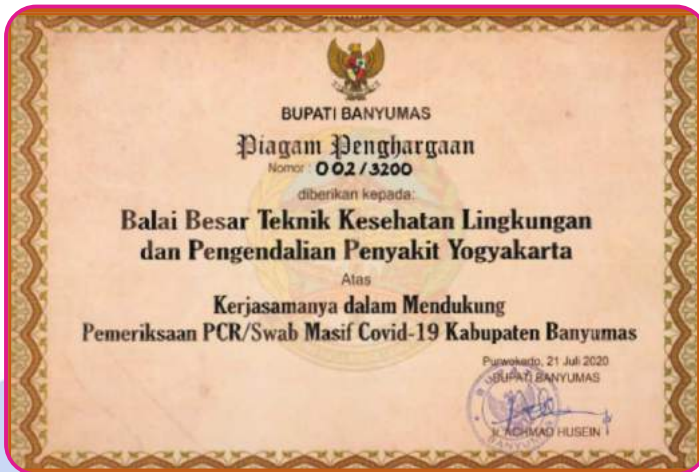 BUPATI BANYUMAS
Piagam Penghargaan
Nomor : 002/3200
diberikan kepada:
Balai Besar Teknik Kesehatan Lingkungan
dan Pengendalian Penyakit Yogyakarta
Atas
Kerjasamanya dalam Mendukung
Pemeriksaan PCR/Swab Masif Covid-19 Kabupaten Banyumas
Purwokerto, 21 Juli 2020
BUPATI BANYUMAS
Ir. ACHMAD HUSEIN